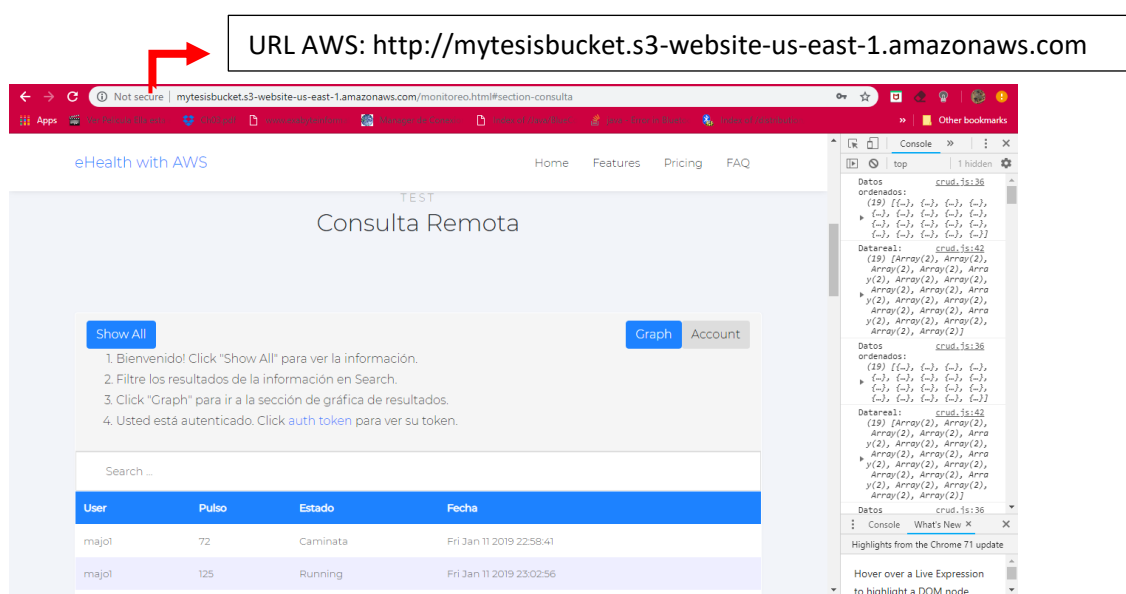 URL AWS: http://mytesisbucket.s3-website-us-east-1.amazonaws.com
Not secure | mytesisbucket.s3-website-us-east-1.amazonaws.com/monitoreo.html#section-consulta
Apps
» Other bookmarks
eHealth with AWS
Home Features Pricing FAQ
TEST
Consulta Remota
Show All
Graph Account
1. Bienvenido! Click "Show All" para ver la información.
2. Filtre los resultados de la información en Search.
3. Click "Graph" para ir a la sección de gráfica de resultados.
4. Usted está autenticado. Click auth token para ver su token.
Search ...
User Pulso Estado Fecha
majo1 72 Caminata Fri Jan 11 2019 22:58:41
majo1 125 Running Fri Jan 11 2019 23:02:56
Console »
top 1 hidden
Datos crud.js:36
ordenados:
(19) [{…}, {…}, {…}, {…},
{…}, {…}, {…}, {…}, {…},
{…}, {…}, {…}, {…}, {…},
{…}, {…}, {…}, {…}, {…}]
Datareal: crud.js:42
(19) [Array(2), Array(2),
Array(2), Array(2), Arra
y(2), Array(2), Array(2),
Array(2), Array(2), Arra
y(2), Array(2), Array(2),
Array(2), Array(2), Arra
y(2), Array(2), Array(2),
Array(2), Array(2)]
Datos crud.js:36
ordenados:
(19) [{…}, {…}, {…}, {…},
{…}, {…}, {…}, {…}, {…},
{…}, {…}, {…}, {…}, {…},
{…}, {…}, {…}, {…}, {…}]
Datareal: crud.js:42
(19) [Array(2), Array(2),
Array(2), Array(2), Arra
y(2), Array(2), Array(2),
Array(2), Array(2), Arra
y(2), Array(2), Array(2),
Array(2), Array(2), Arra
y(2), Array(2), Array(2),
Array(2), Array(2)]
Datos crud.js:36
Console What's New ×
Highlights from the Chrome 71 update
Hover over a Live Expression
to highlight a DOM node